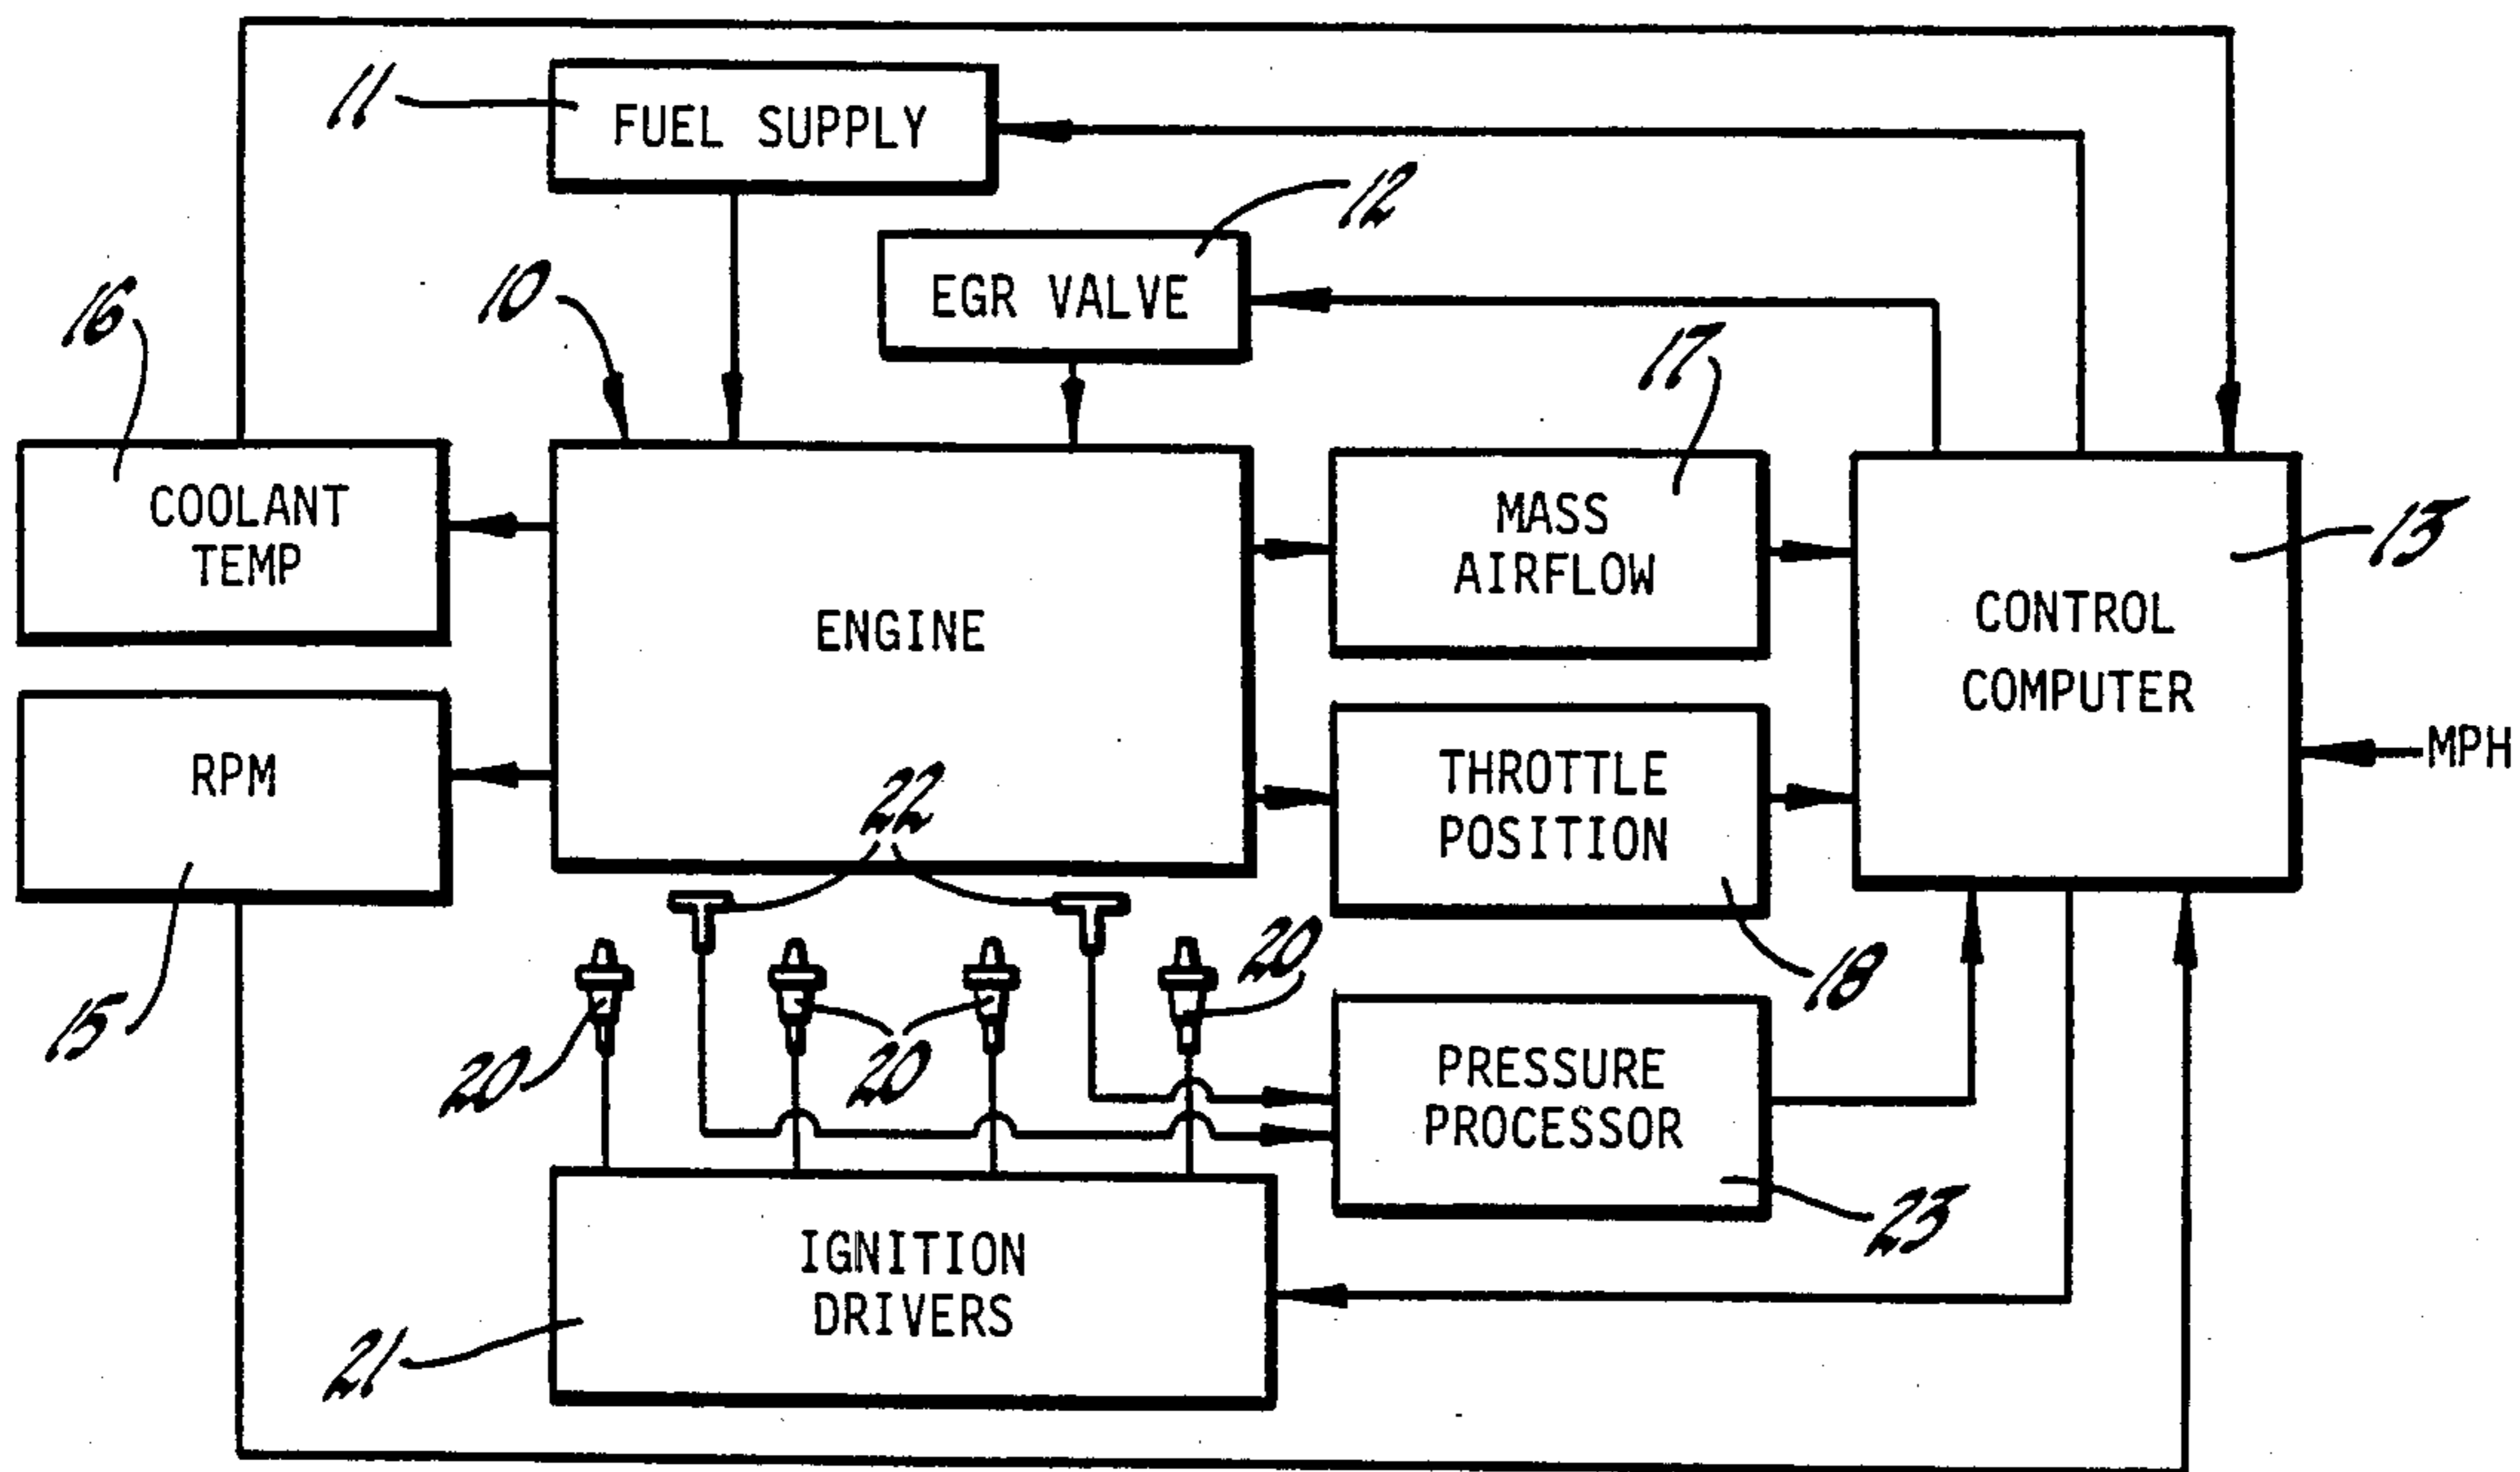 11
FUEL SUPPLY
12
EGR VALVE
10
16
17
COOLANT
TEMP
ENGINE
MASS
AIRFLOW
13
CONTROL
COMPUTER
RPM
22
THROTTLE
POSITION
MPH
15
20
20
20
18
PRESSURE
PROCESSOR
23
IGNITION
DRIVERS
21